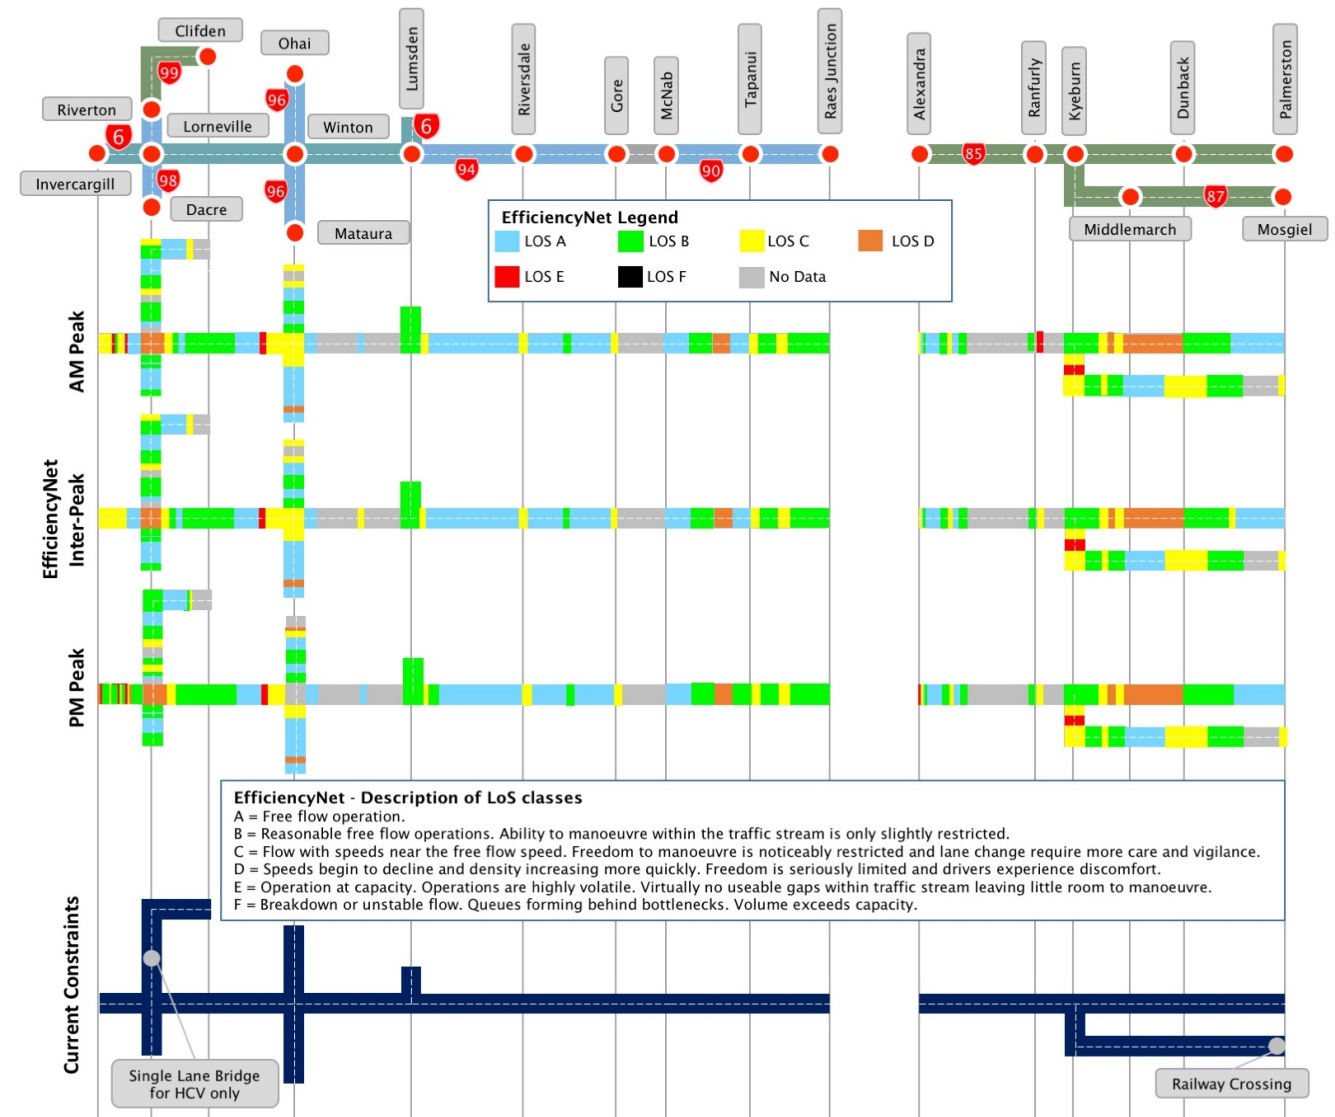 Clifden
Ohai
Lumsden
Riversdale
Gore
McNab
Tapanui
Raes Junction
Alexandra
Ranfurly
Kyeburn
Dunback
Palmerston
99
96
Riverton
Lorneville
Winton
6
6
94
90
85
Invercargill
98
96
87
Dacre
Mataura
Middlemarch
Mosgiel
EfficiencyNet Legend
LOS A
LOS B
LOS C
LOS D
LOS E
LOS F
No Data
AM Peak
EfficiencyNet
Inter-Peak
PM Peak
EfficiencyNet - Description of LoS classes
A = Free flow operation.
B = Reasonable free flow operations. Ability to manoeuvre within the traffic stream is only slightly restricted.
C = Flow with speeds near the free flow speed. Freedom to manoeuvre is noticeably restricted and lane change require more care and vigilance.
D = Speeds begin to decline and density increasing more quickly. Freedom is seriously limited and drivers experience discomfort.
E = Operation at capacity. Operations are highly volatile. Virtually no useable gaps within traffic stream leaving little room to manoeuvre.
F = Breakdown or unstable flow. Queues forming behind bottlenecks. Volume exceeds capacity.
Current Constraints
Single Lane Bridge
for HCV only
Railway Crossing